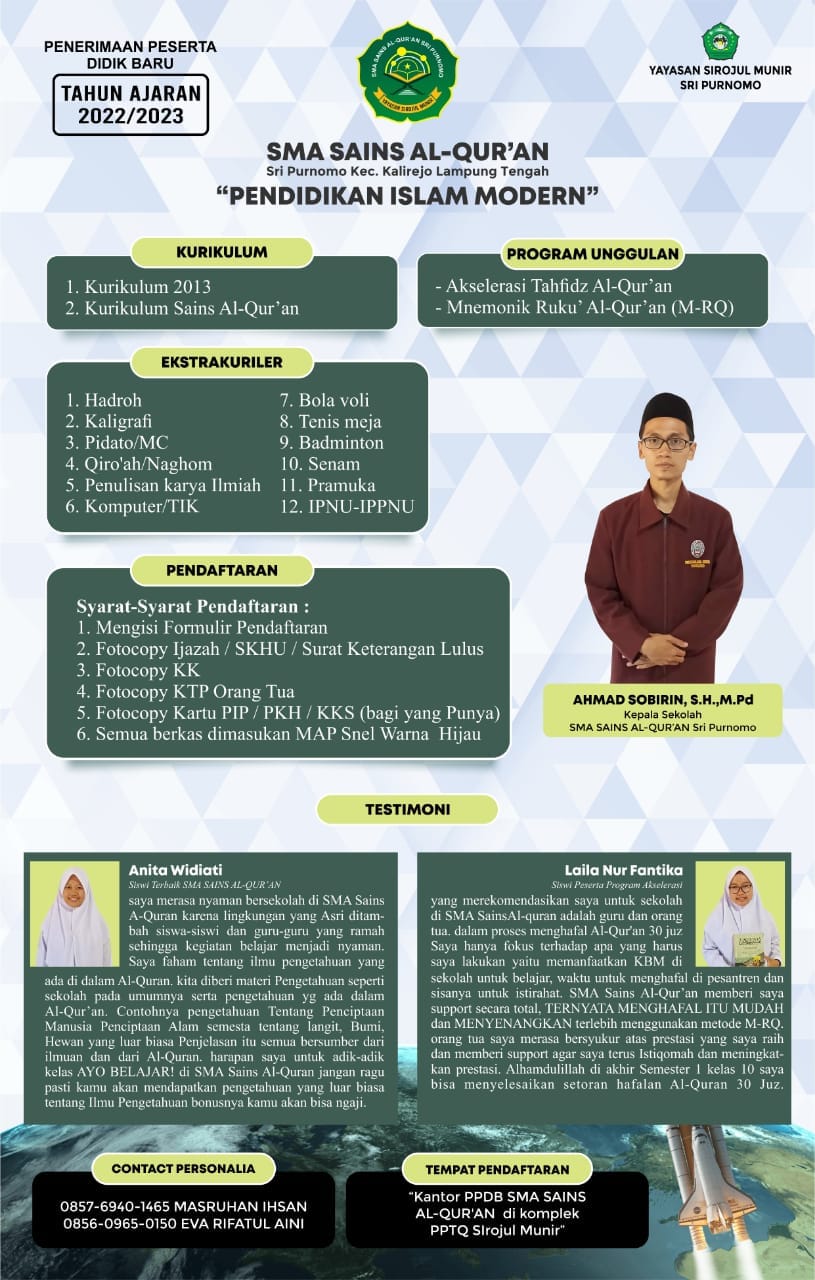 PENERIMAAN PESERTA
DIDIK BARU
TAHUN AJARAN
2022/2023
SMA SAINS AL-QUR'AN SRI PURNOMO
YAYASAN SIROJUL MUNIR
YAYASAN SIROJUL MUNIR
SRI PURNOMO
SMA SAINS AL-QUR'AN
Sri Purnomo Kec. Kalirejo Lampung Tengah
“PENDIDIKAN ISLAM MODERN”
KURIKULUM
1. Kurikulum 2013
2. Kurikulum Sains Al-Qur’an
PROGRAM UNGGULAN
- Akselerasi Tahfidz Al-Qur’an
- Mnemonik Ruku’ Al-Qur’an (M-RQ)
EKSTRAKURILER
1. Hadroh
2. Kaligrafi
3. Pidato/MC
4. Qiro'ah/Naghom
5. Penulisan karya Ilmiah
6. Komputer/TIK
7. Bola voli
8. Tenis meja
9. Badminton
10. Senam
11. Pramuka
12. IPNU-IPPNU
PENDAFTARAN
Syarat-Syarat Pendaftaran :
1. Mengisi Formulir Pendaftaran
2. Fotocopy Ijazah / SKHU / Surat Keterangan Lulus
3. Fotocopy KK
4. Fotocopy KTP Orang Tua
5. Fotocopy Kartu PIP / PKH / KKS (bagi yang Punya)
6. Semua berkas dimasukan MAP Snel Warna Hijau
AHMAD SOBIRIN, S.H.,M.Pd
Kepala Sekolah
SMA SAINS AL-QUR'AN Sri Purnomo
TESTIMONI
Anita Widiati
Siswi Terbaik SMA SAINS AL-QUR’AN
saya merasa nyaman bersekolah di SMA Sains
A-Quran karena lingkungan yang Asri ditam-
bah siswa-siswi dan guru-guru yang ramah
sehingga kegiatan belajar menjadi nyaman.
Saya faham tentang ilmu pengetahuan yang
ada di dalam Al-Quran. kita diberi materi Pengetahuan seperti
sekolah pada umumnya serta pengetahuan yg ada dalam
Al-Qur’an. Contohnya pengetahuan Tentang Penciptaan
Manusia Penciptaan Alam semesta tentang langit, Bumi,
Hewan yang luar biasa Penjelasan itu semua bersumber dari
ilmuan dan dari Al-Quran. harapan saya untuk adik-adik
kelas AYO BELAJAR! di SMA Sains Al-Quran jangan ragu
pasti kamu akan mendapatkan pengetahuan yang luar biasa
tentang Ilmu Pengetahuan bonusnya kamu akan bisa ngaji.
Laila Nur Fantika
Siswi Peserta Program Akselerasi
yang merekomendasikan saya untuk sekolah
di SMA SainsAl-quran adalah guru dan orang
tua. dalam proses menghafal Al-Qur'an 30 juz
Saya hanya fokus terhadap apa yang harus
saya lakukan yaitu memanfaatkan KBM di
sekolah untuk belajar, waktu untuk menghafal di pesantren dan
sisanya untuk istirahat. SMA Sains Al-Qur’an memberi saya
support secara total, TERNYATA MENGHAFAL ITU MUDAH
dan MENYENANGKAN terlebih menggunakan metode M-RQ.
orang tua saya merasa bersyukur atas prestasi yang saya raih
dan memberi support agar saya terus Istiqomah dan meningkat-
kan prestasi. Alhamdulillah di akhir Semester 1 kelas 10 saya
bisa menyelesaikan setoran hafalan Al-Quran 30 Juz.
CONTACT PERSONALIA
0857-6940-1465 MASRUHAN IHSAN
0856-0965-0150 EVA RIFATUL AINI
TEMPAT PENDAFTARAN
“Kantor PPDB SMA SAINS
AL-QUR'AN di komplek
PPTQ SIrojul Munir”